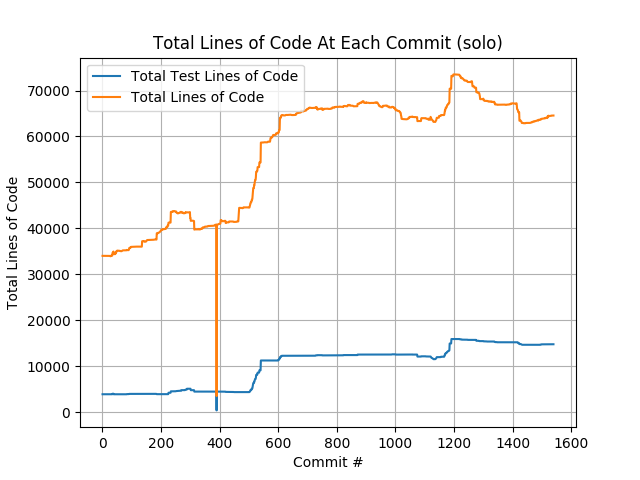 Total Lines of Code At Each Commit (solo)
Total Test Lines of Code
Total Lines of Code
Total Lines of Code
70000
60000
50000
40000
30000
20000
10000
0
0 200 400 600 800 1000 1200 1400 1600
Commit #